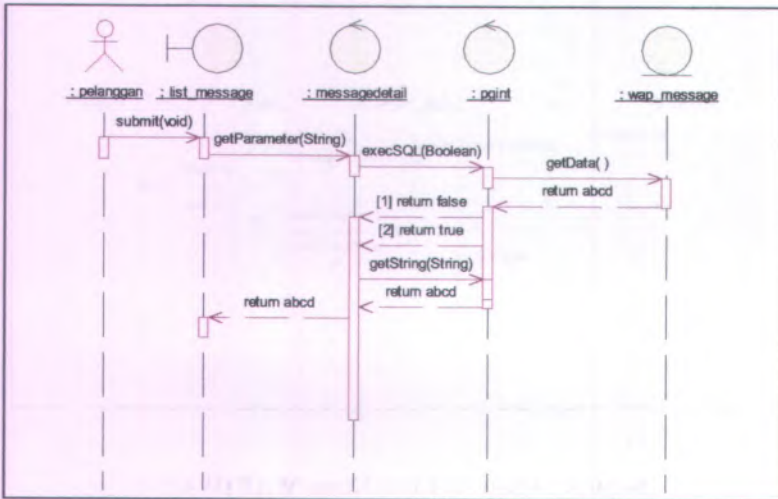 : pelanggan
: list_message
: messagedetail
: pgint
: wap_message
submit(void)
getParameter(String)
execSQL(Boolean)
getData( )
return abcd
[1] return false
[2] return true
getString(String)
return abcd
return abcd